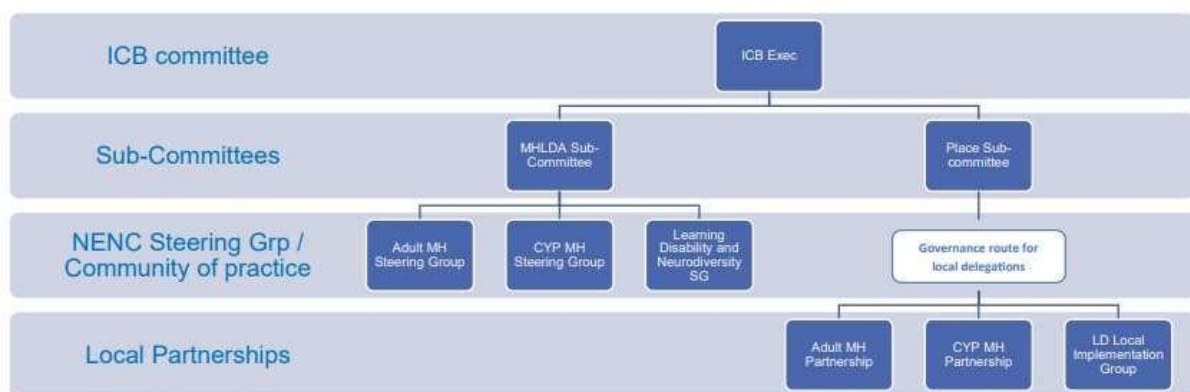 ICB committee
ICB Exec
Sub-Committees
MHLDA Sub-
Committee
Place Sub-
committee
NENC Steering Grp /
Community of practice
Adult MH
Steering Group
CYP MH
Steering Group
Learning
Disability and
Neurodiversity
SG
Governance route for
local delegations
Local Partnerships
Adult MH
Partnership
CYP MH
Partnership
LD Local
Implementation
Group